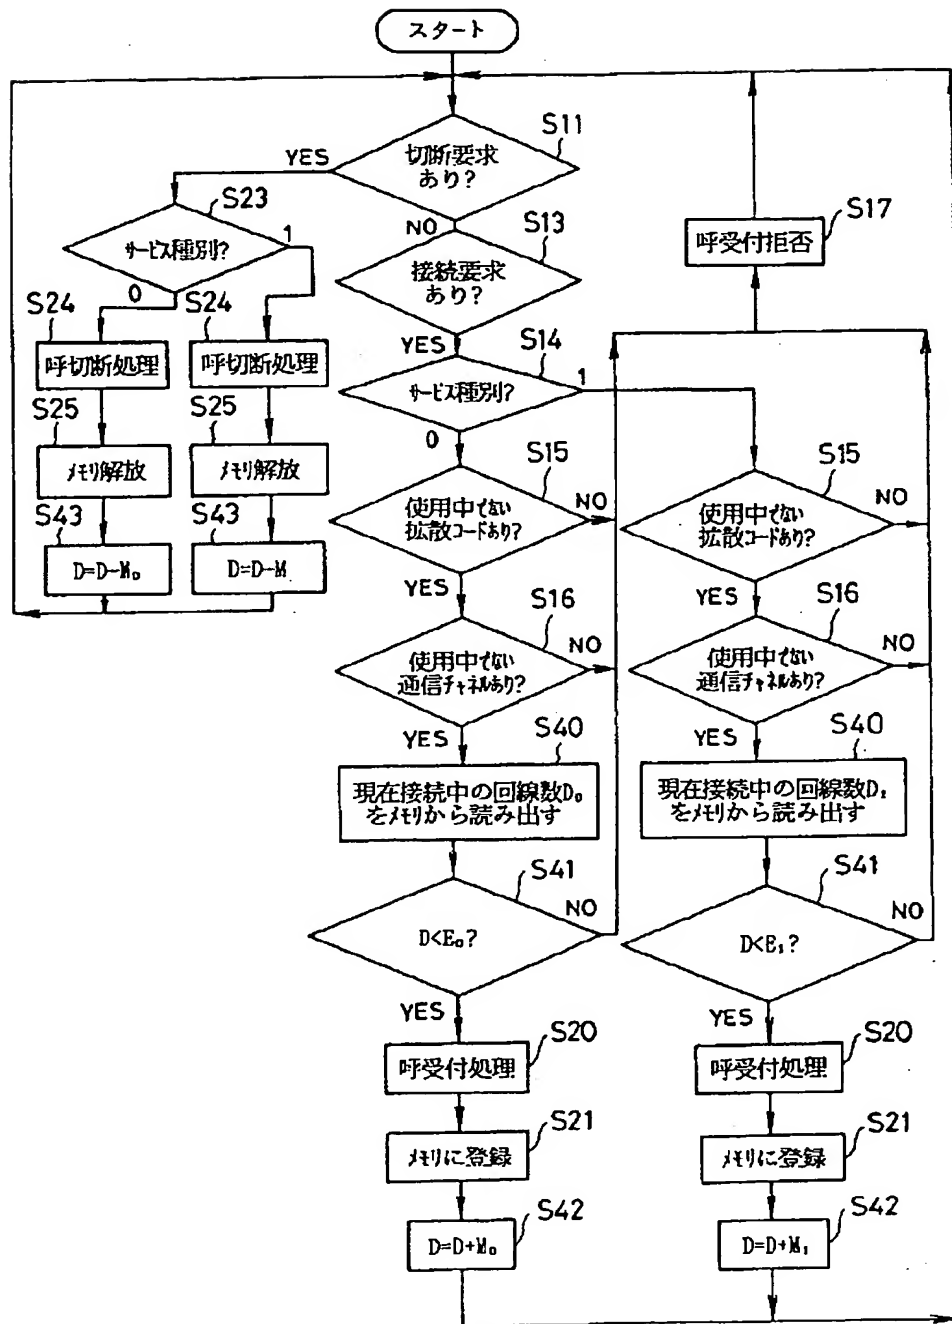 スタート
S11
切断要求
あり?
YES
NO
S23
サービス種別?
1
0
S13
接続要求
あり?
YES
S17
呼受付拒否
S24
呼切断処理
S24
呼切断処理
S25
メモリ解放
S25
メモリ解放
S43
D=D-M₀
S43
D=D-M
S14
サービス種別?
1
0
S15
使用中でない
拡散コードあり?
NO
YES
S15
使用中でない
拡散コードあり?
NO
YES
S16
使用中でない
通信チャネルあり?
NO
YES
S16
使用中でない
通信チャネルあり?
NO
YES
S40
現在接続中の回線数D₀
をメモリから読み出す
S40
現在接続中の回線数D₁
をメモリから読み出す
S41
D<E₀?
NO
YES
S41
D<E₁?
NO
YES
S20
呼受付処理
S20
呼受付処理
S21
メモリに登録
S21
メモリに登録
S42
D=D+M₀
S42
D=D+M₁